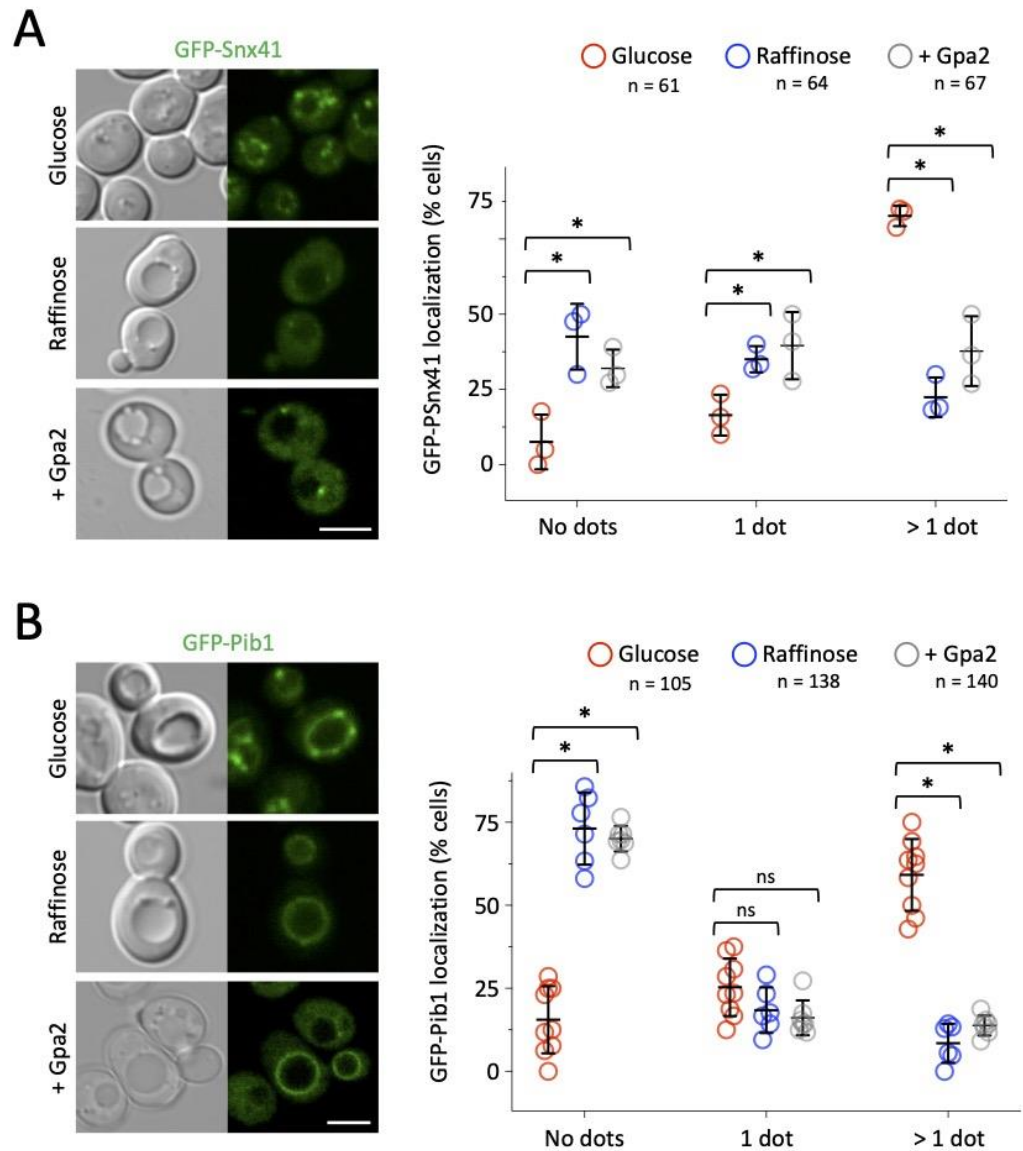 A
GFP-Snx41
Glucose
Raffinose
+ Gpa2
Glucose
n = 61
Raffinose
n = 64
+ Gpa2
n = 67
GFP-PSnx41 localization (% cells)
75
50
25
0
*
*
*
*
*
*
No dots
1 dot
> 1 dot
B
GFP-Pib1
Glucose
Raffinose
+ Gpa2
Glucose
n = 105
Raffinose
n = 138
+ Gpa2
n = 140
GFP-Pib1 localization (% cells)
75
50
25
0
*
*
ns
ns
*
*
No dots
1 dot
> 1 dot